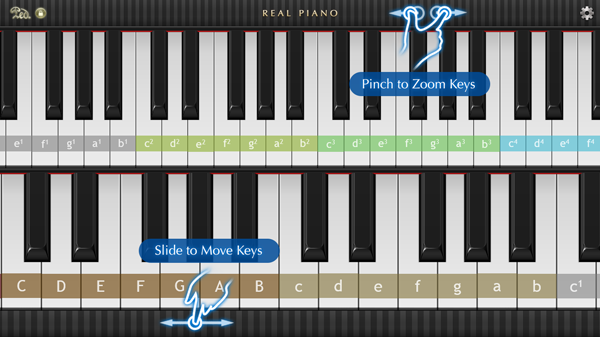 Ped.
REAL PIANO
Pinch to Zoom Keys
e¹ f¹ g¹ a¹ b¹ c² d² e² f² g² a² b² c³ d³ e³ f³ g³ a³ b³ c⁴ d⁴ e⁴ f⁴
Slide to Move Keys
C D E F G A B c d e f g a b c¹